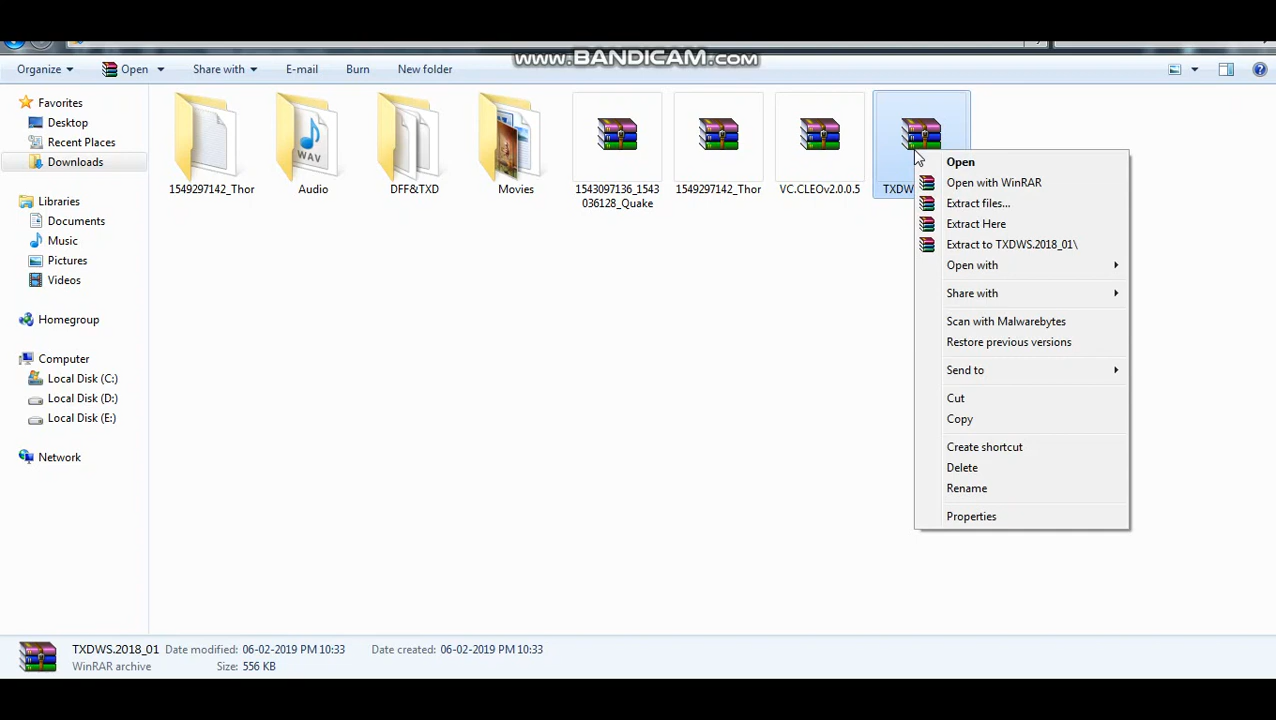 www.BANDICAM.com
Organize
Open
Share with
E-mail
Burn
New folder
Favorites
Desktop
Recent Places
Downloads
Libraries
Documents
Music
Pictures
Videos
Homegroup
Computer
Local Disk (C:)
Local Disk (D:)
Local Disk (E:)
Network
1549297142_Thor
Audio
WAV
DFF&TXD
Movies
1543097136_1543
036128_Quake
1549297142_Thor
VC.CLEOv2.0.0.5
TXDW
Open
Open with WinRAR
Extract files...
Extract Here
Extract to TXDWS.2018_01\
Open with
Share with
Scan with Malwarebytes
Restore previous versions
Send to
Cut
Copy
Create shortcut
Delete
Rename
Properties
TXDWS.2018_01 Date modified: 06-02-2019 PM 10:33 Date created: 06-02-2019 PM 10:33
WinRAR archive Size: 556 KB